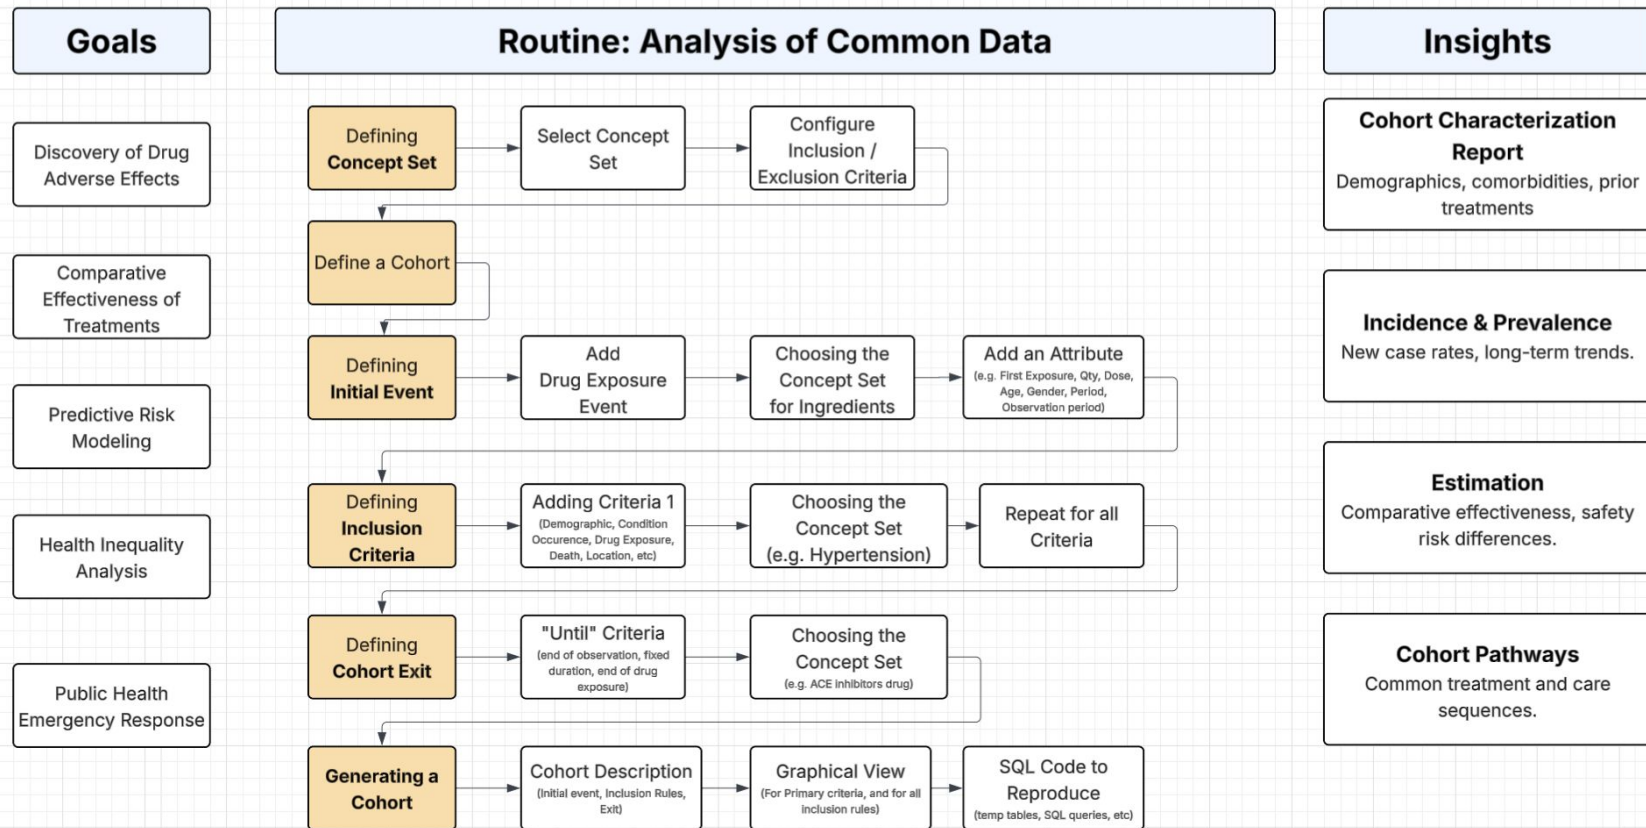 Goals
Routine: Analysis of Common Data
Insights
Discovery of Drug
Adverse Effects
Comparative
Effectiveness of
Treatments
Predictive Risk
Modeling
Health Inequality
Analysis
Public Health
Emergency Response
Defining
Concept Set
Select Concept
Set
Configure
Inclusion /
Exclusion Criteria
Define a Cohort
Defining
Initial Event
Add
Drug Exposure
Event
Choosing the
Concept Set
for Ingredients
Add an Attribute
(e.g. First Exposure, Qty, Dose,
Age, Gender, Period,
Observation period)
Defining
Inclusion
Criteria
Adding Criteria 1
(Demographic, Condition
Occurence, Drug Exposure,
Death, Location, etc)
Choosing the
Concept Set
(e.g. Hypertension)
Repeat for all
Criteria
Defining
Cohort Exit
"Until" Criteria
(end of observation, fixed
duration, end of drug
exposure)
Choosing the
Concept Set
(e.g. ACE inhibitors drug)
Generating a
Cohort
Cohort Description
(Initial event, Inclusion Rules,
Exit)
Graphical View
(For Primary criteria, and for all
inclusion rules)
SQL Code to
Reproduce
(temp tables, SQL queries, etc)
Cohort Characterization
Report
Demographics, comorbidities, prior
treatments
Incidence & Prevalence
New case rates, long-term trends.
Estimation
Comparative effectiveness, safety
risk differences.
Cohort Pathways
Common treatment and care
sequences.